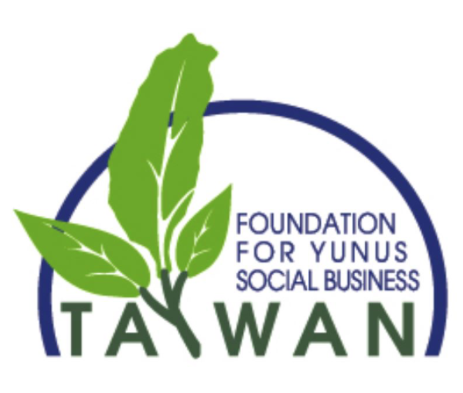 FOUNDATION
FOR YUNUS
SOCIAL BUSINESS
TAIWAN